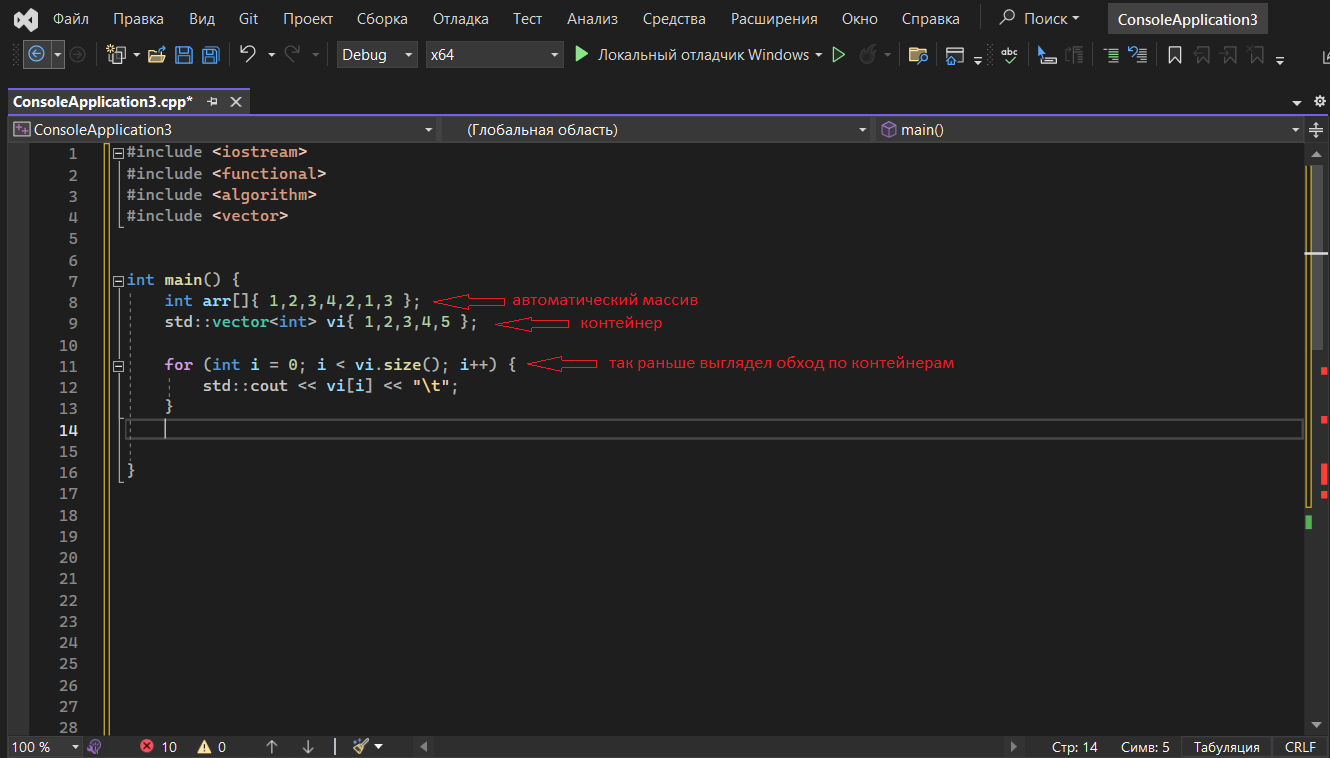 Файл Правка Вид Git Проект Сборка Отладка Тест Анализ Средства Расширения Окно Справка Поиск ConsoleApplication3
Debug x64 Локальный отладчик Windows abc
ConsoleApplication3.cpp*
ConsoleApplication3 (Глобальная область) main()
1 #include <iostream>
2 #include <functional>
3 #include <algorithm>
4 #include <vector>
5
6
7 int main() {
8 int arr[]{ 1,2,3,4,2,1,3 }; автоматический массив
9 std::vector<int> vi{ 1,2,3,4,5 }; контейнер
10
11 for (int i = 0; i < vi.size(); i++) { так раньше выглядел обход по контейнерам
12 std::cout << vi[i] << "\t";
13 }
14
15
16 }
17
18
19
20
21
22
23
24
25
26
27
28
100 % 10 0 Стр: 14 Симв: 5 Табуляция CRLF